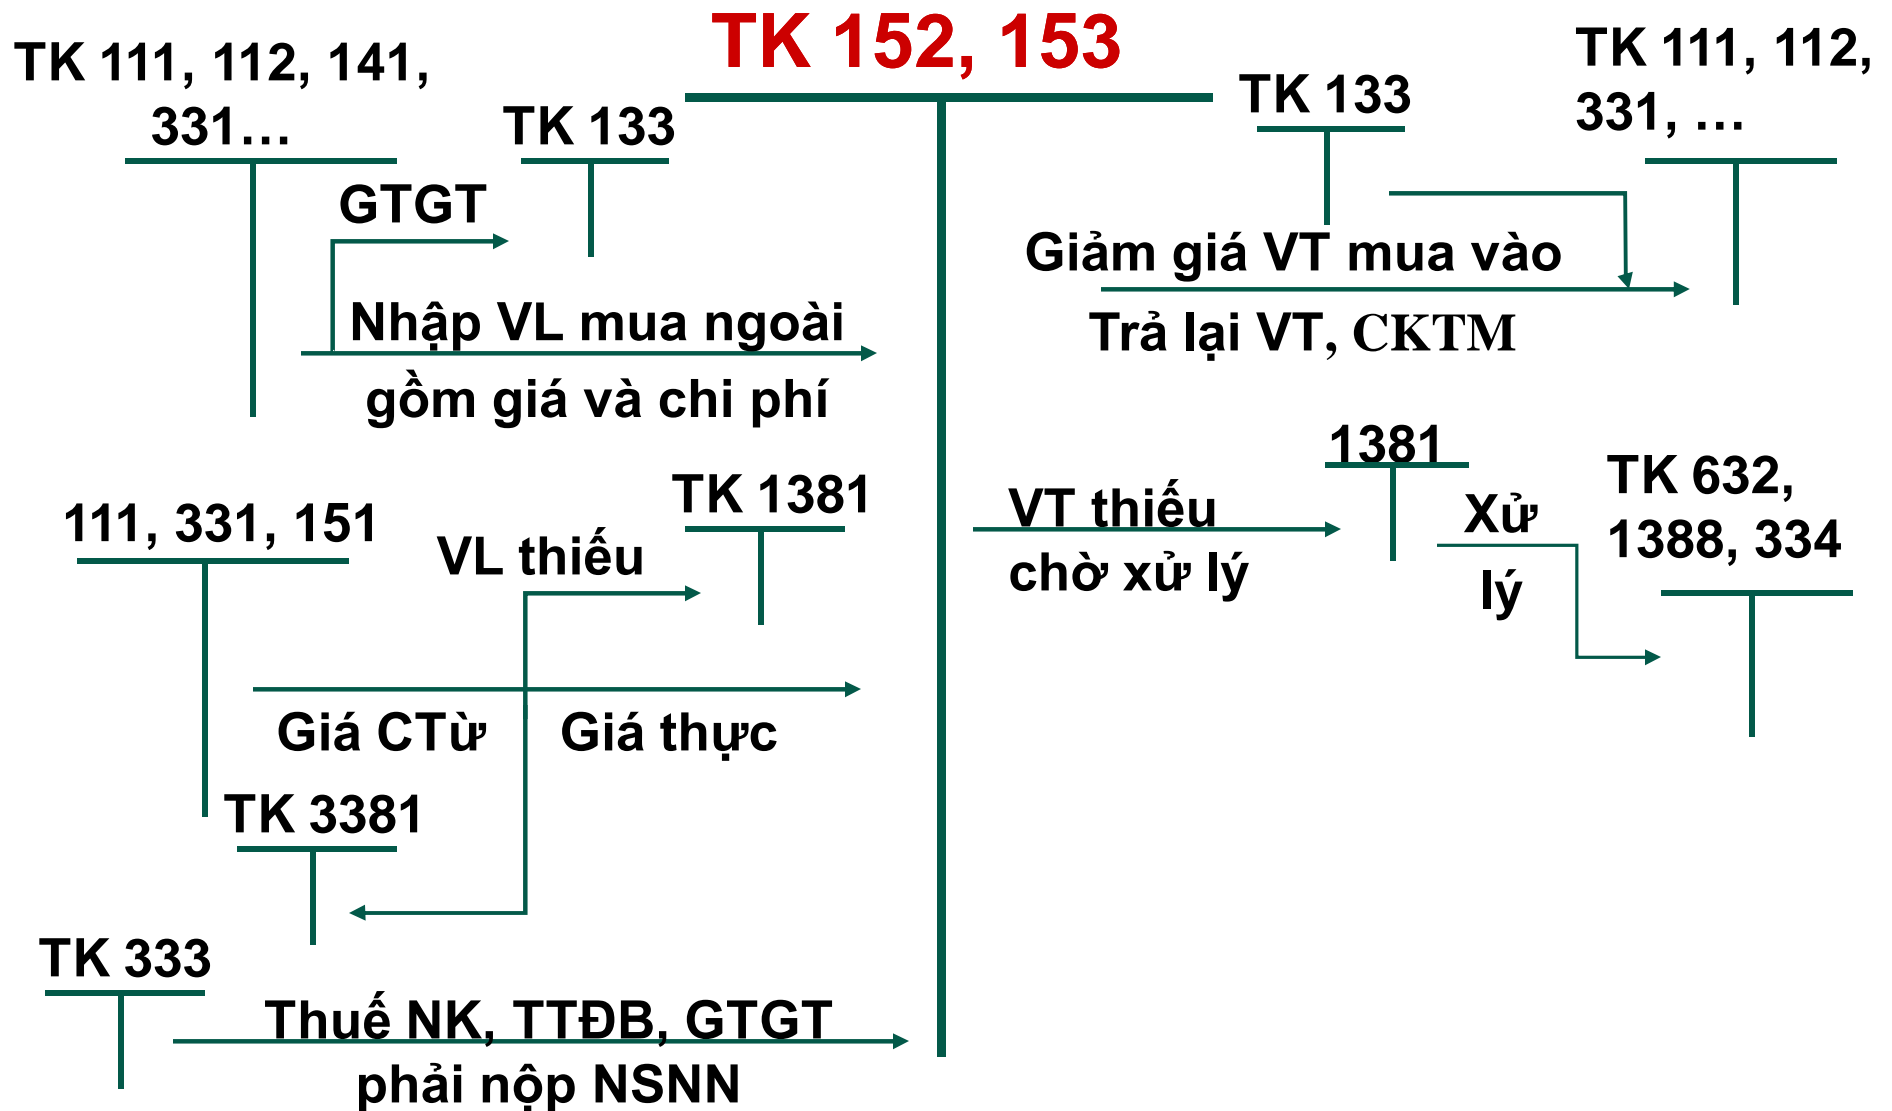 TK 152, 153
TK 111, 112, 141,
331…
TK 133
GTGT
Nhập VL mua ngoài
gồm giá và chi phí
TK 133
TK 111, 112,
331, …
Giảm giá VT mua vào
Trả lại VT, CKTM
111, 331, 151
TK 1381
VL thiếu
Giá CTừ
Giá thực
TK 3381
TK 333
Thuế NK, TTĐB, GTGT
phải nộp NSNN
VT thiếu
chờ xử lý
1381
Xử
lý
TK 632,
1388, 334